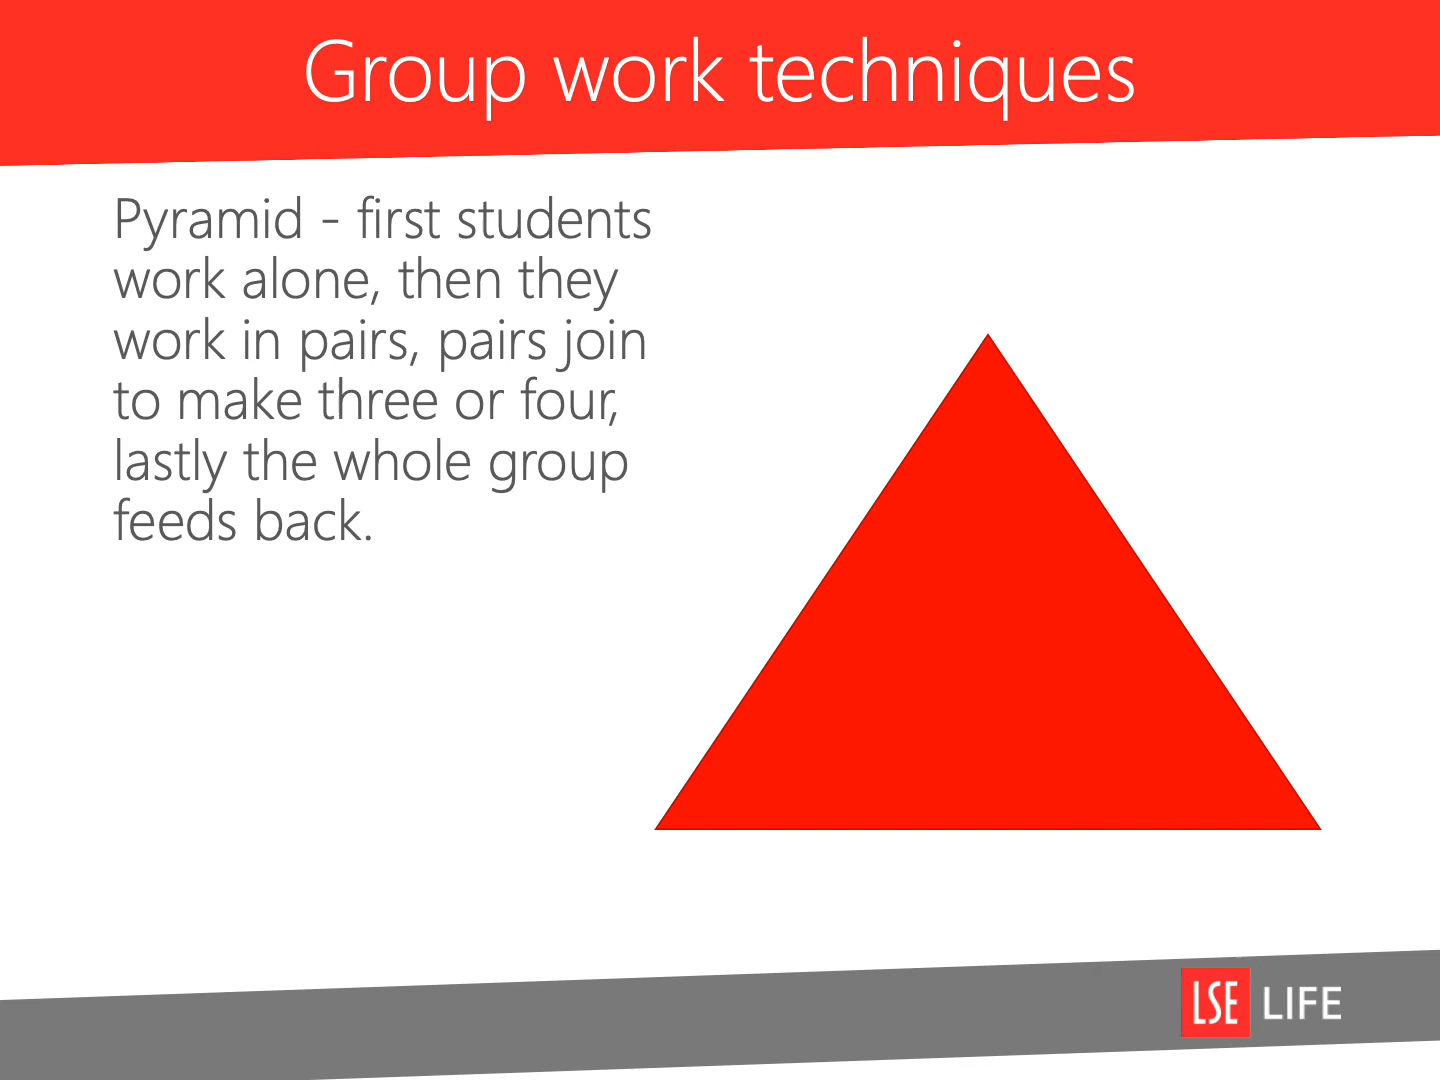 Group work techniques
Pyramid - first students
work alone, then they
work in pairs, pairs join
to make three or four,
lastly the whole group
feeds back.
LSE LIFE